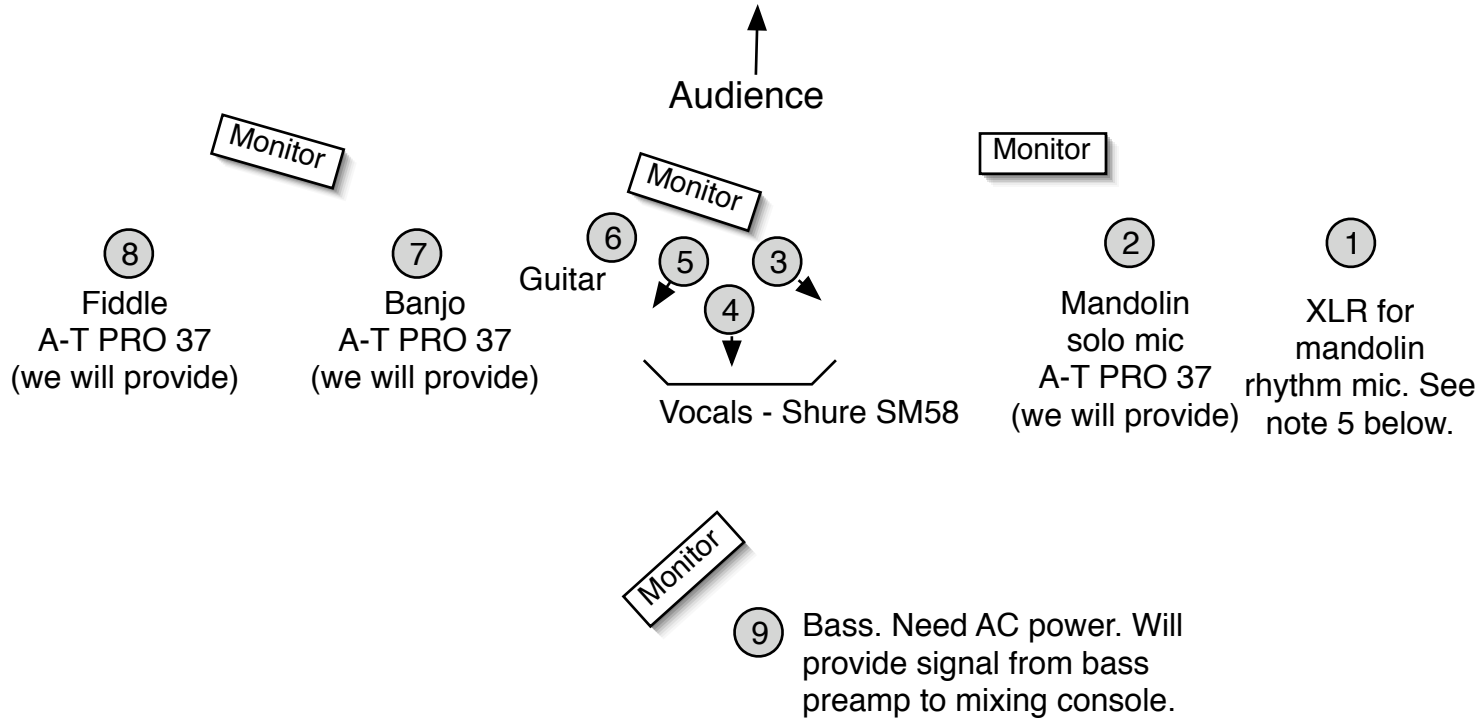 Audience
Monitor
Monitor
Monitor
8
Fiddle
A-T PRO 37
(we will provide)
7
Banjo
A-T PRO 37
(we will provide)
6
Guitar
5
4
3
Vocals - Shure SM58
2
Mandolin
solo mic
A-T PRO 37
(we will provide)
1
XLR for
mandolin
rhythm mic. See
note 5 below.
Monitor
9
Bass. Need AC power. Will
provide signal from bass
preamp to mixing console.